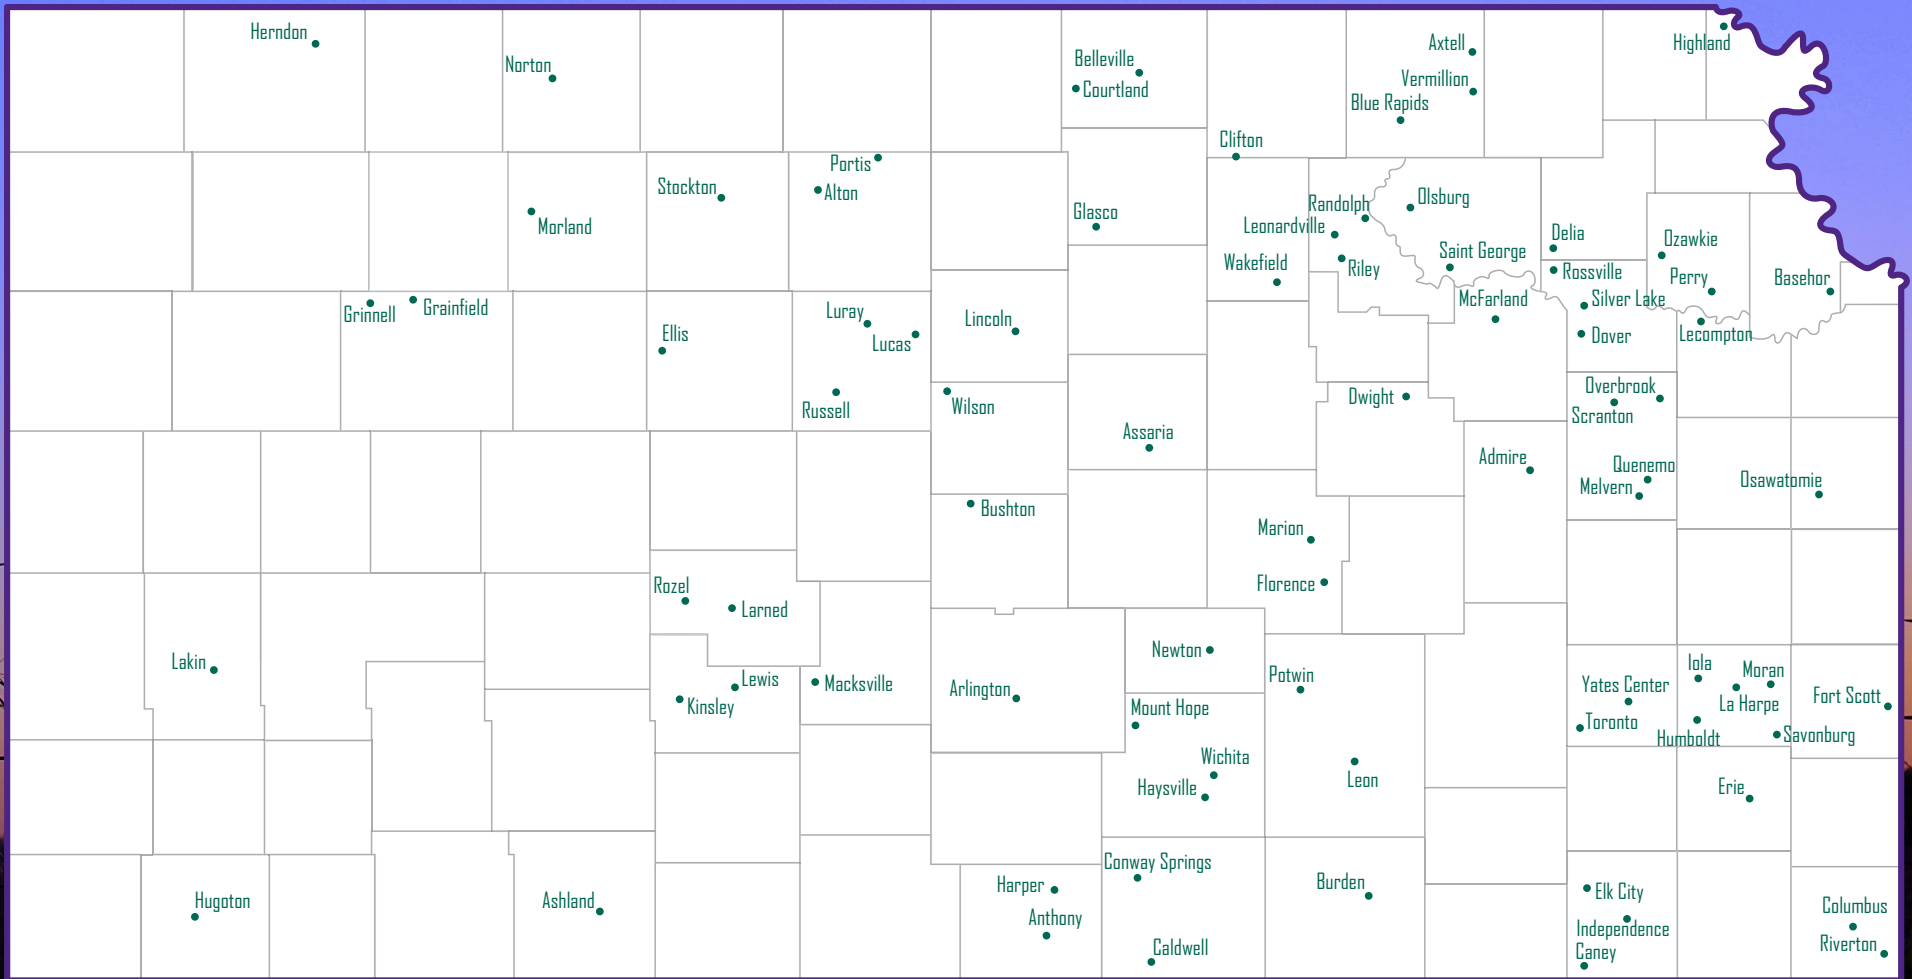 Herndon
Norton
Belleville
Courtland
Axtell
Vermillion
Blue Rapids
Highland
Clifton
Portis
Alton
Stockton
Morland
Glasco
Randolph
Olsburg
Leonardville
Saint George
Wakefield
Riley
Delia
Rossville
Ozawkie
Perry
Basehor
McFarland
Silver Lake
Dover
Lecompton
Grinnell
Grainfield
Luray
Lucas
Lincoln
Ellis
Russell
Wilson
Dwight
Overbrook
Scranton
Assaria
Admire
Quenemo
Melvern
Osawatomie
Bushton
Marion
Florence
Rozel
Larned
Lakin
Lewis
Kinsley
Macksville
Arlington
Newton
Potwin
Mount Hope
Wichita
Haysville
Leon
Yates Center
Toronto
Iola
Moran
La Harpe
Humboldt
Savonburg
Fort Scott
Erie
Hugoton
Ashland
Harper
Anthony
Conway Springs
Caldwell
Burden
Elk City
Independence
Caney
Columbus
Riverton